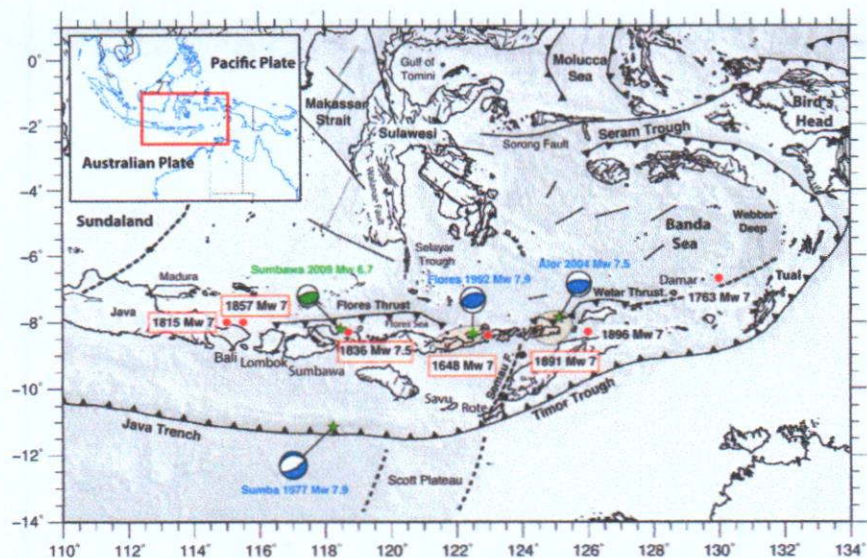 0°
−2°
−4°
−6°
−8°
−10°
−12°
−14°
110°
112°
114°
116°
118°
120°
122°
124°
126°
128°
130°
132°
134°
Pacific Plate
Australian Plate
Sundaland
Makassar
Strait
Gulf of
Tomini
Sulawesi
Molucca
Sea
Bird's
Head
Seram Trough
Sorong Fault
Walanae Fault
Banda
Sea
Webber
Deep
Selayar
Trough
Sumbawa 2009 Mw 6.7
Flores 1992 Mw 7.9
Alor 2004 Mw 7.5
Damar
Tual
Madura
Java
1857 Mw 7
1815 Mw 7
Flores Thrust
Flores Sea
Wetar Thrust
1763 Mw 7
1836 Mw 7.5
1648 Mw 7
1891 Mw 7
1896 Mw 7
Bali
Lombok
Sumbawa
Savu
Rote
Semau F.
Timor Trough
Java Trench
Sumba 1977 Mw 7.9
Scott Plateau